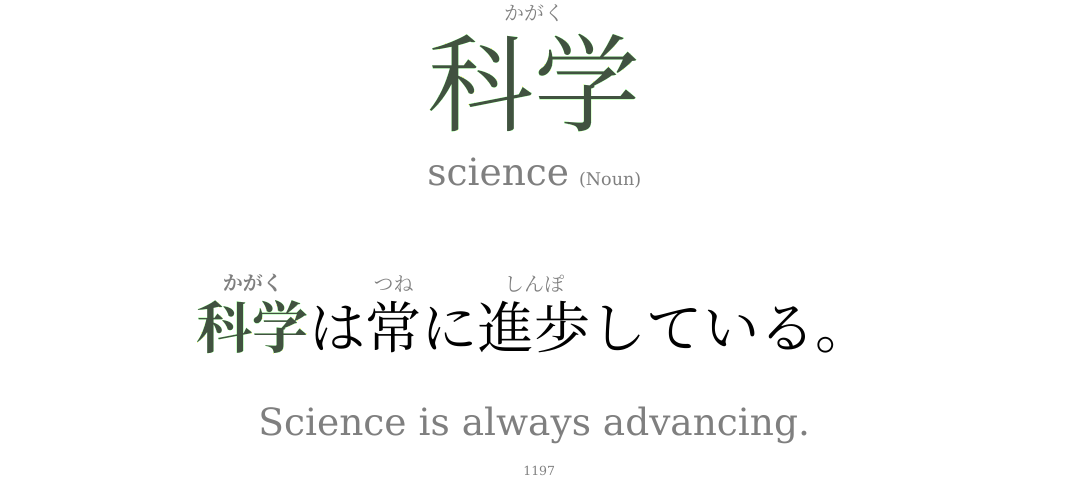 かがく
科学
science (Noun)
かがく つね しんぽ
科学は常に進歩している。
Science is always advancing.
1197